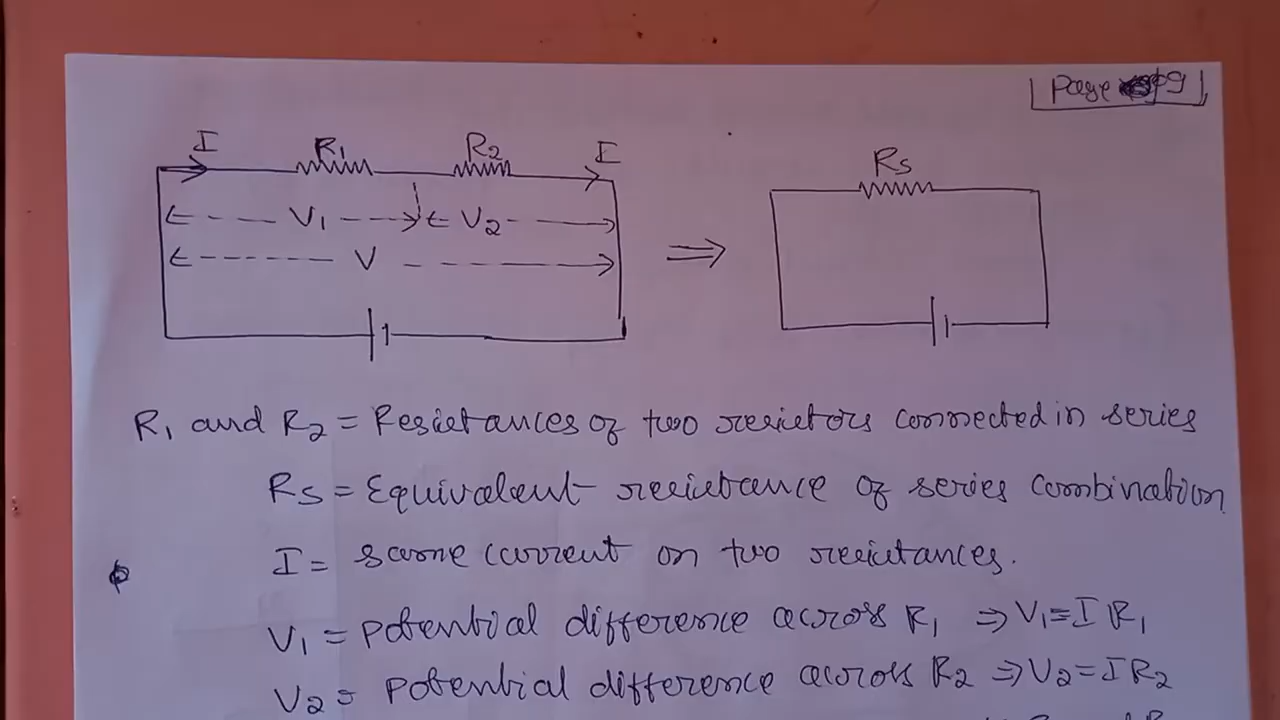 Page 9
I R1 R2 I
V1 V2
V
Rs
R1 and R2 = Resistances of two resistors connected in series
Rs = Equivalent resistance of series combination
I = same current on two resistances.
V1 = potential difference across R1 ⇒ V1 = I R1
V2 = potential difference across R2 ⇒ V2 = I R2